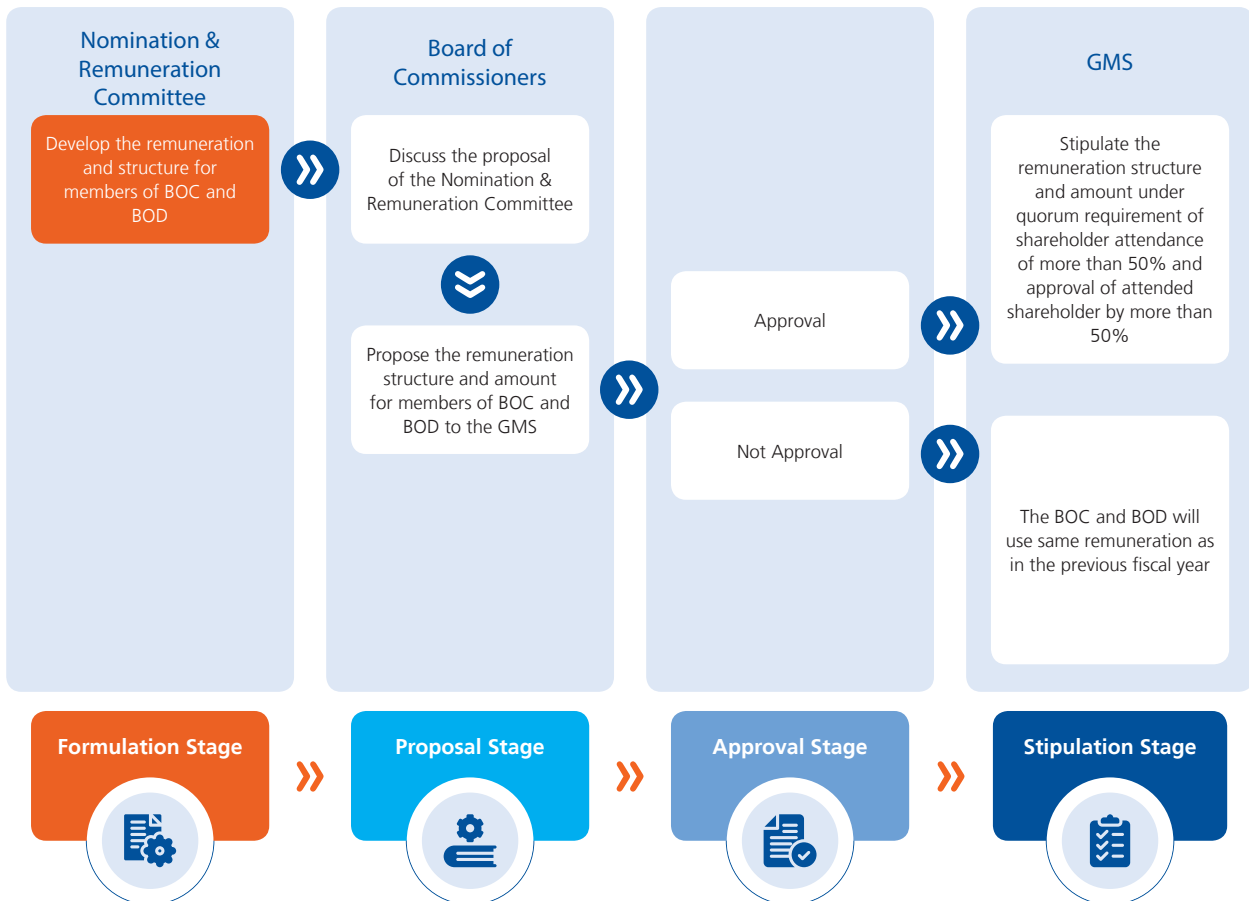 Nomination &
Remuneration
Committee
Develop the remuneration
and structure for
members of BOC and
BOD
Board of
Commissioners
Discuss the proposal
of the Nomination &
Remuneration Committee
Propose the remuneration
structure and amount
for members of BOC and
BOD to the GMS
Approval
Not Approval
GMS
Stipulate the
remuneration structure
and amount under
quorum requirement of
shareholder attendance
of more than 50% and
approval of attended
shareholder by more than
50%
The BOC and BOD will
use same remuneration as
in the previous fiscal year
Formulation Stage
Proposal Stage
Approval Stage
Stipulation Stage